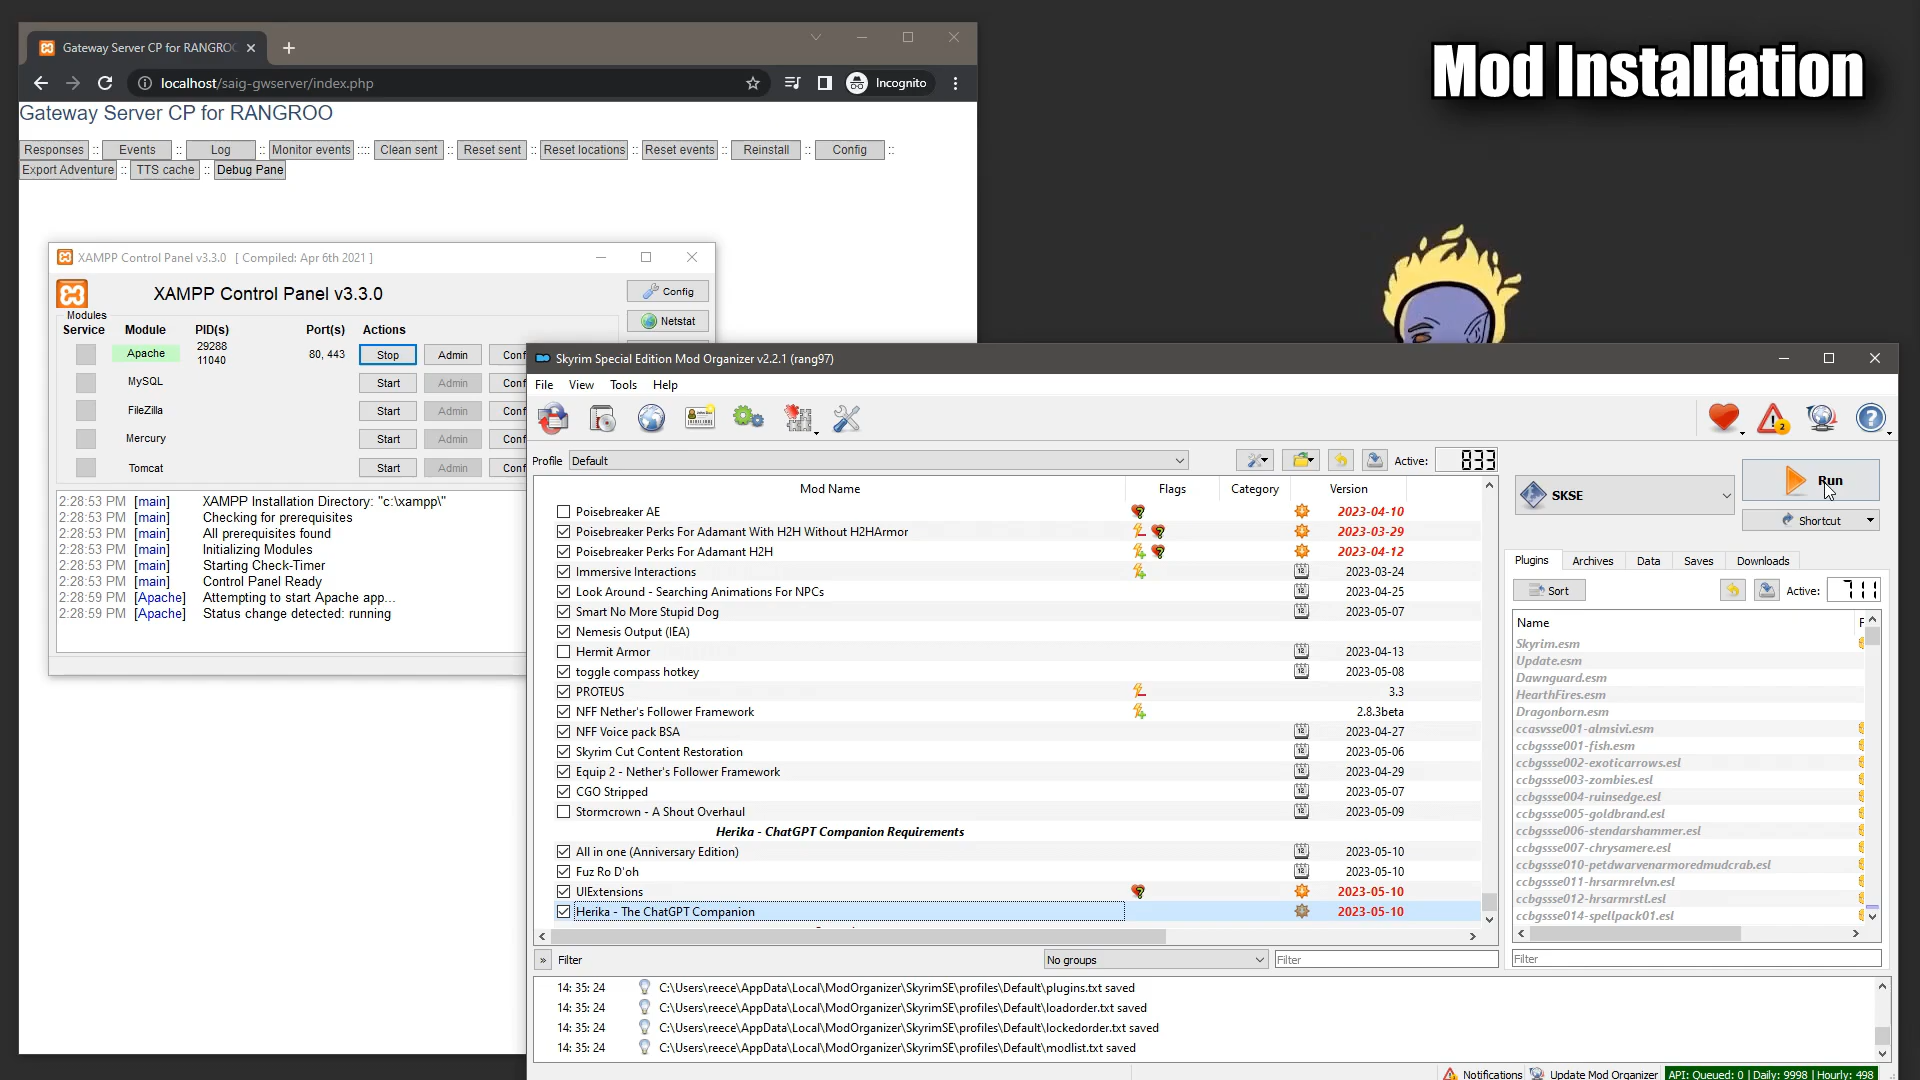 Mod Installation
Gateway Server CP for RANGRO
localhost/saig-gwserver/index.php
Incognito
Gateway Server CP for RANGROO
Responses :: Events :: Log :: Monitor events :::: Clean sent :: Reset sent :: Reset locations :: Reset events :: Reinstall :: Config ::
Export Adventure :: TTS cache :: Debug Pane
XAMPP Control Panel v3.3.0 [ Compiled: Apr 6th 2021 ]
XAMPP Control Panel v3.3.0
Config
Netstat
Modules
Service Module PID(s) Port(s) Actions
Apache 29288 11040 80, 443 Stop Admin Conf
MySQL Start Admin Conf
FileZilla Start Admin Conf
Mercury Start Admin Conf
Tomcat Start Admin Conf
2:28:53 PM [main] XAMPP Installation Directory: "c:\xampp\"
2:28:53 PM [main] Checking for prerequisites
2:28:53 PM [main] All prerequisites found
2:28:53 PM [main] Initializing Modules
2:28:53 PM [main] Starting Check-Timer
2:28:53 PM [main] Control Panel Ready
2:28:59 PM [Apache] Attempting to start Apache app...
2:28:59 PM [Apache] Status change detected: running
Skyrim Special Edition Mod Organizer v2.2.1 (rang97)
File View Tools Help
2
Profile Default Active: 833
Mod Name Flags Category Version
Poisebreaker AE 2023-04-10
Poisebreaker Perks For Adamant With H2H Without H2HArmor 2023-03-29
Poisebreaker Perks For Adamant H2H 2023-04-12
Immersive Interactions 2023-03-24
Look Around - Searching Animations For NPCs 2023-04-25
Smart No More Stupid Dog 2023-05-07
Nemesis Output (IEA)
Hermit Armor 2023-04-13
toggle compass hotkey 2023-05-08
PROTEUS 3.3
NFF Nether's Follower Framework 2.8.3beta
NFF Voice pack BSA 2023-04-27
Skyrim Cut Content Restoration 2023-05-06
Equip 2 - Nether's Follower Framework 2023-04-29
CGO Stripped 2023-05-07
Stormcrown - A Shout Overhaul 2023-05-09
Herika - ChatGPT Companion Requirements
All in one (Anniversary Edition) 2023-05-10
Fuz Ro D'oh 2023-05-10
UIExtensions 2023-05-10
Herika - The ChatGPT Companion 2023-05-10
» Filter No groups Filter
SKSE
Run
Shortcut
Plugins Archives Data Saves Downloads
Sort Active: 711
Name F
Skyrim.esm
Update.esm
Dawnguard.esm
HearthFires.esm
Dragonborn.esm
ccasvsse001-almsivi.esm
ccbgssse001-fish.esm
ccbgssse002-exoticarrows.esl
ccbgssse003-zombies.esl
ccbgssse004-ruinsedge.esl
ccbgssse005-goldbrand.esl
ccbgssse006-stendarshammer.esl
ccbgssse007-chrysamere.esl
ccbgssse010-petdwarvenarmoredmudcrab.esl
ccbgssse011-hrsarmrelvn.esl
ccbgssse012-hrsarmrstl.esl
ccbgssse014-spellpack01.esl
Filter
14: 35: 24 C:\Users\reece\AppData\Local\ModOrganizer\SkyrimSE\profiles\Default\plugins.txt saved
14: 35: 24 C:\Users\reece\AppData\Local\ModOrganizer\SkyrimSE\profiles\Default\loadorder.txt saved
14: 35: 24 C:\Users\reece\AppData\Local\ModOrganizer\SkyrimSE\profiles\Default\lockedorder.txt saved
14: 35: 24 C:\Users\reece\AppData\Local\ModOrganizer\SkyrimSE\profiles\Default\modlist.txt saved
Notifications Update Mod Organizer API: Queued: 0 | Daily: 9998 | Hourly: 498